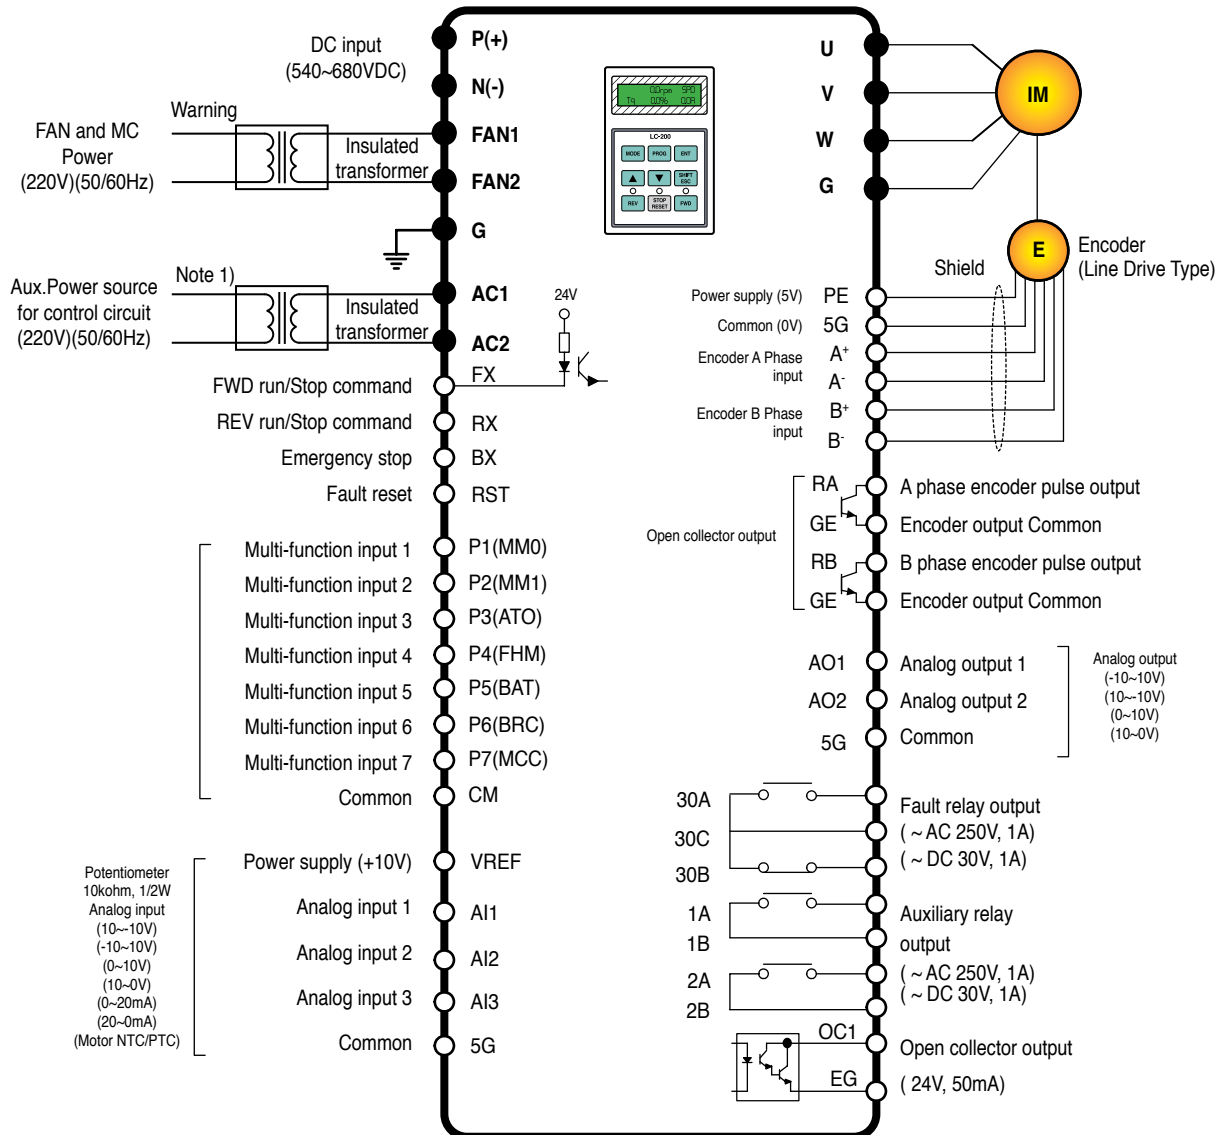 DC input
(540~680VDC)
P(+)
N(-)
Warning
FAN and MC
Power
(220V)(50/60Hz)
Insulated
transformer
FAN1
FAN2
G
Note 1)
Aux.Power source
for control circuit
(220V)(50/60Hz)
Insulated
transformer
AC1
AC2
24V
FWD run/Stop command
FX
REV run/Stop command
RX
Emergency stop
BX
Fault reset
RST
Multi-function input 1
P1(MM0)
Multi-function input 2
P2(MM1)
Multi-function input 3
P3(ATO)
Multi-function input 4
P4(FHM)
Multi-function input 5
P5(BAT)
Multi-function input 6
P6(BRC)
Multi-function input 7
P7(MCC)
Common
CM
Potentiometer
10kohm, 1/2W
Analog input
(10~-10V)
(-10~10V)
(0~10V)
(10~0V)
(0~20mA)
(20~0mA)
(Motor NTC/PTC)
Power supply (+10V)
VREF
Analog input 1
AI1
Analog input 2
AI2
Analog input 3
AI3
Common
5G
0.0rpm SPD
Tq 0.0% 0.0A
LC-200
MODE PROG ENT
SHIFT
ESC
REV
STOP
RESET
FWD
U
V
W
G
IM
E
Encoder
(Line Drive Type)
Shield
Power supply (5V)
PE
Common (0V)
5G
Encoder A Phase
input
A+
A-
Encoder B Phase
input
B+
B-
Open collector output
RA
A phase encoder pulse output
GE
Encoder output Common
RB
B phase encoder pulse output
GE
Encoder output Common
AO1
Analog output 1
AO2
Analog output 2
5G
Common
Analog output
(-10~10V)
(10~-10V)
(0~10V)
(10~0V)
30A
30C
30B
Fault relay output
( ~ AC 250V, 1A)
( ~ DC 30V, 1A)
1A
1B
2A
2B
Auxiliary relay
output
( ~ AC 250V, 1A)
( ~ DC 30V, 1A)
OC1
EG
Open collector output
( 24V, 50mA)